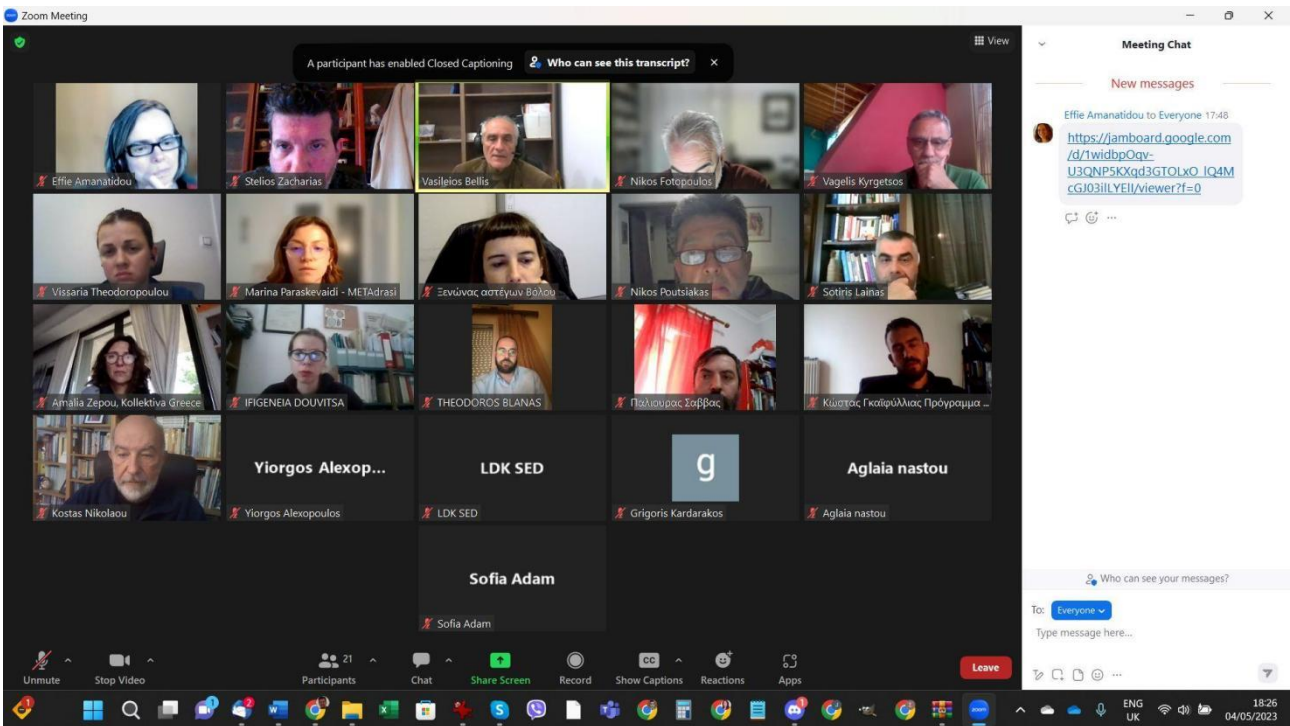 Zoom Meeting
View
A participant has enabled Closed Captioning
Who can see this transcript?
Effie Amanatidou
Stelios Zacharias
Vasileios Bellis
Nikos Fotopoulos
Vagelis Kyrgetsos
Vissaria Theodoropoulou
Marina Paraskevaidi - METAdrasi
Ξενώνας αστέγων Βόλου
Nikos Poutsiakas
Sotiris Lainas
Amalia Zepou, Kollektiva Greece
IFIGENEIA DOUVITSA
THEODOROS BLANAS
Παλιουρας Σαββας
Κώστας Γκαϊφύλλιας Πρόγραμμα ...
Kostas Nikolaou
Yiorgos Alexop...
Yiorgos Alexopoulos
LDK SED
LDK SED
g
Grigoris Kardarakos
Aglaia nastou
Aglaia nastou
Sofia Adam
Sofia Adam
Unmute
Stop Video
21
Participants
Chat
Share Screen
Record
CC
Show Captions
Reactions
Apps
Leave
Meeting Chat
New messages
Effie Amanatidou to Everyone 17:48
https://jamboard.google.com
/d/1widbpOqv-
U3QNP5KXqd3GTOLxO_lQ4M
cGJ03ilLYElI/viewer?f=0
Who can see your messages?
To: Everyone
Type message here...
ENG
UK
18:26
04/05/2023